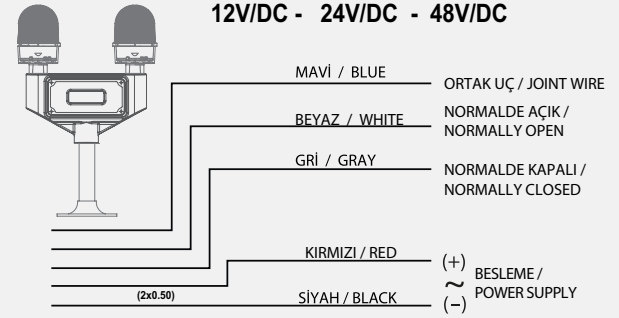 12V/DC - 24V/DC - 48V/DC
MAVİ / BLUE
ORTAK UÇ / JOINT WIRE
BEYAZ / WHITE
NORMALDE AÇIK /
NORMALLY OPEN
GRİ / GRAY
NORMALDE KAPALI /
NORMALLY CLOSED
KIRMIZI / RED
(+)
BESLEME /
~
POWER SUPPLY
(2x0.50)
SİYAH / BLACK
(−)